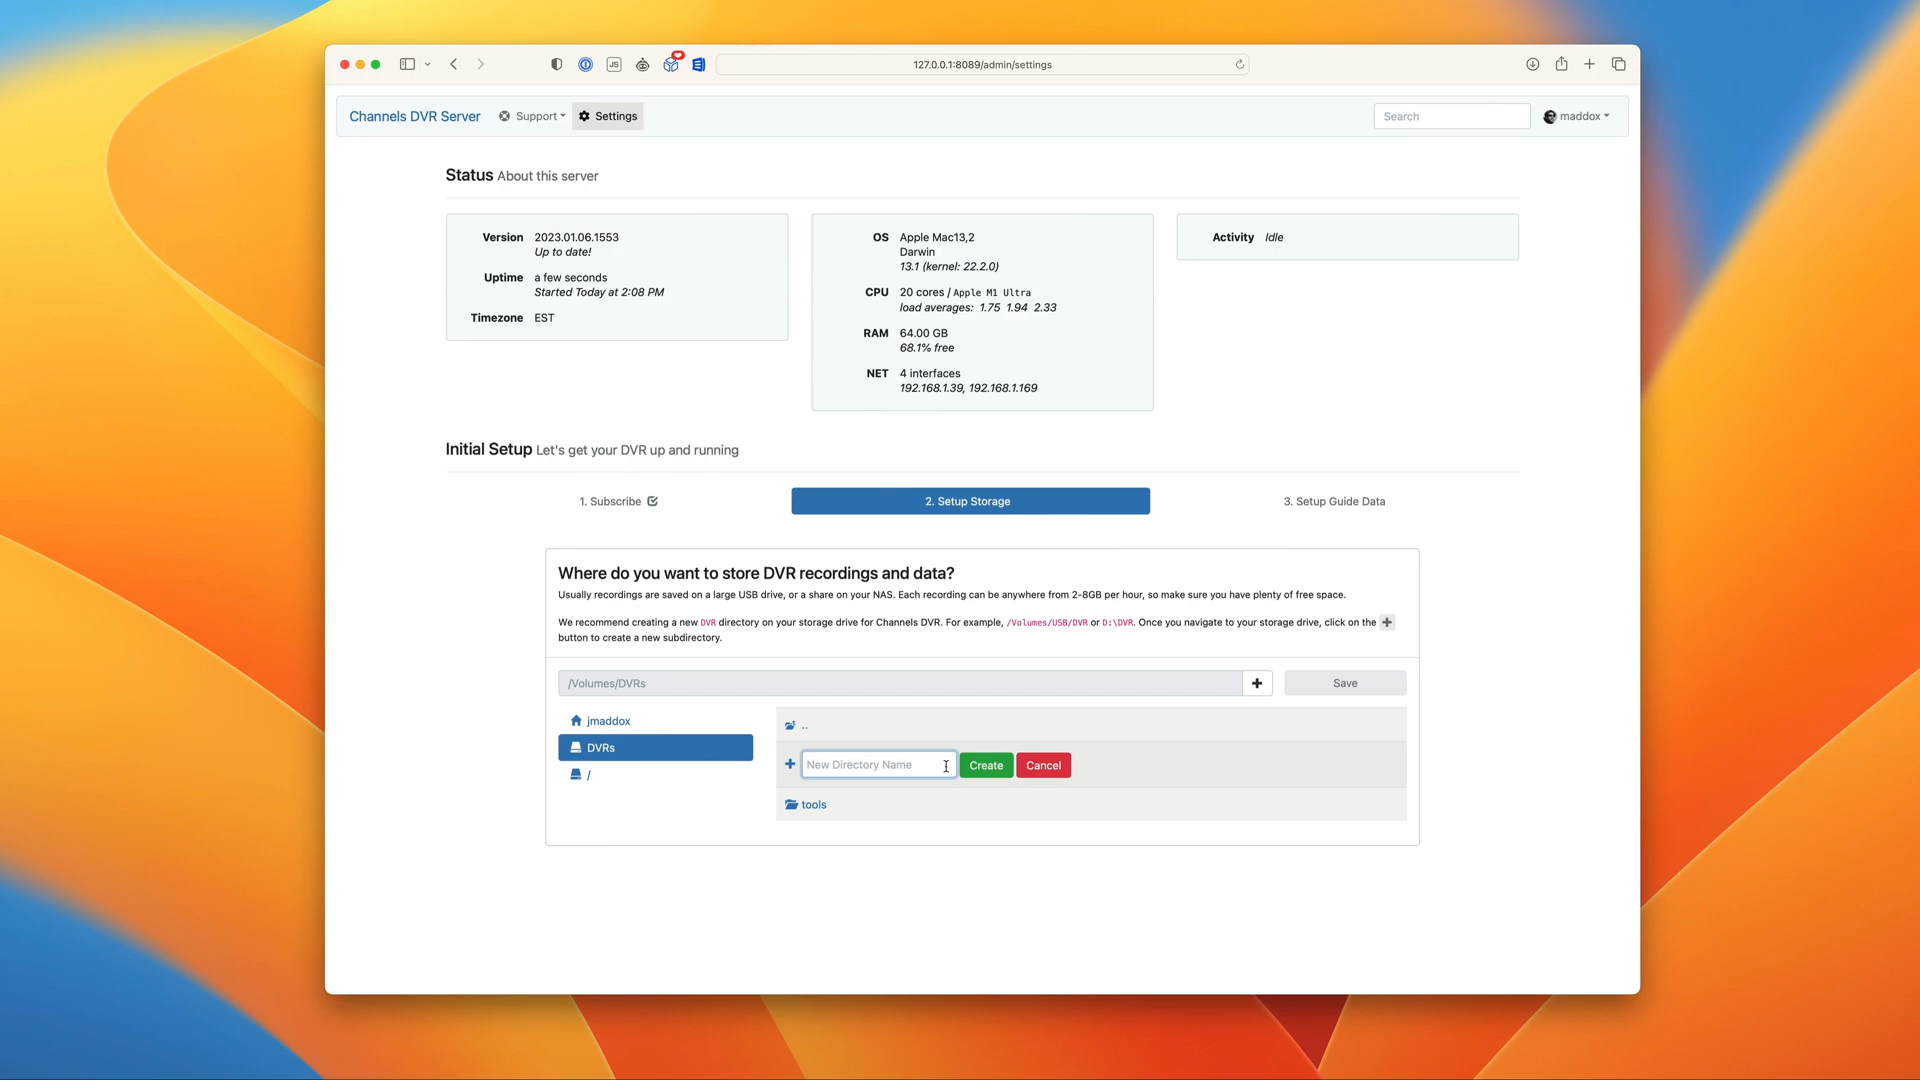 127.0.0.1:8089/admin/settings
Channels DVR Server Support Settings Search maddox
Status About this server
Version 2023.01.06.1553
Up to date!
Uptime a few seconds
Started Today at 2:08 PM
Timezone EST
OS Apple Mac13,2
Darwin
13.1 (kernel: 22.2.0)
CPU 20 cores / Apple M1 Ultra
load averages: 1.75 1.94 2.33
RAM 64.00 GB
68.1% free
NET 4 interfaces
192.168.1.39, 192.168.1.169
Activity Idle
Initial Setup Let's get your DVR up and running
1. Subscribe 2. Setup Storage 3. Setup Guide Data
Where do you want to store DVR recordings and data?
Usually recordings are saved on a large USB drive, or a share on your NAS. Each recording can be anywhere from 2-8GB per hour, so make sure you have plenty of free space.
We recommend creating a new DVR directory on your storage drive for Channels DVR. For example, /Volumes/USB/DVR or D:\DVR. Once you navigate to your storage drive, click on the +
button to create a new subdirectory.
/Volumes/DVRs + Save
jmaddox
DVRs
/
..
+ New Directory Name Create Cancel
tools